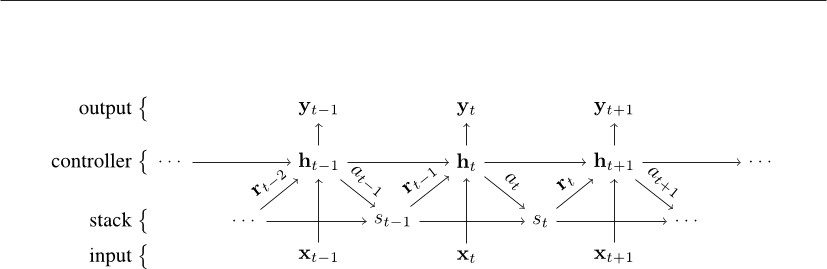 output { y_{t−1} y_t y_{t+1}
controller { ⋯ h_{t−1} h_t h_{t+1} ⋯
r_{t−2} a_{t−1} r_{t−1} a_t r_t a_{t+1}
stack { ⋯ s_{t−1} s_t ⋯
input { x_{t−1} x_t x_{t+1}